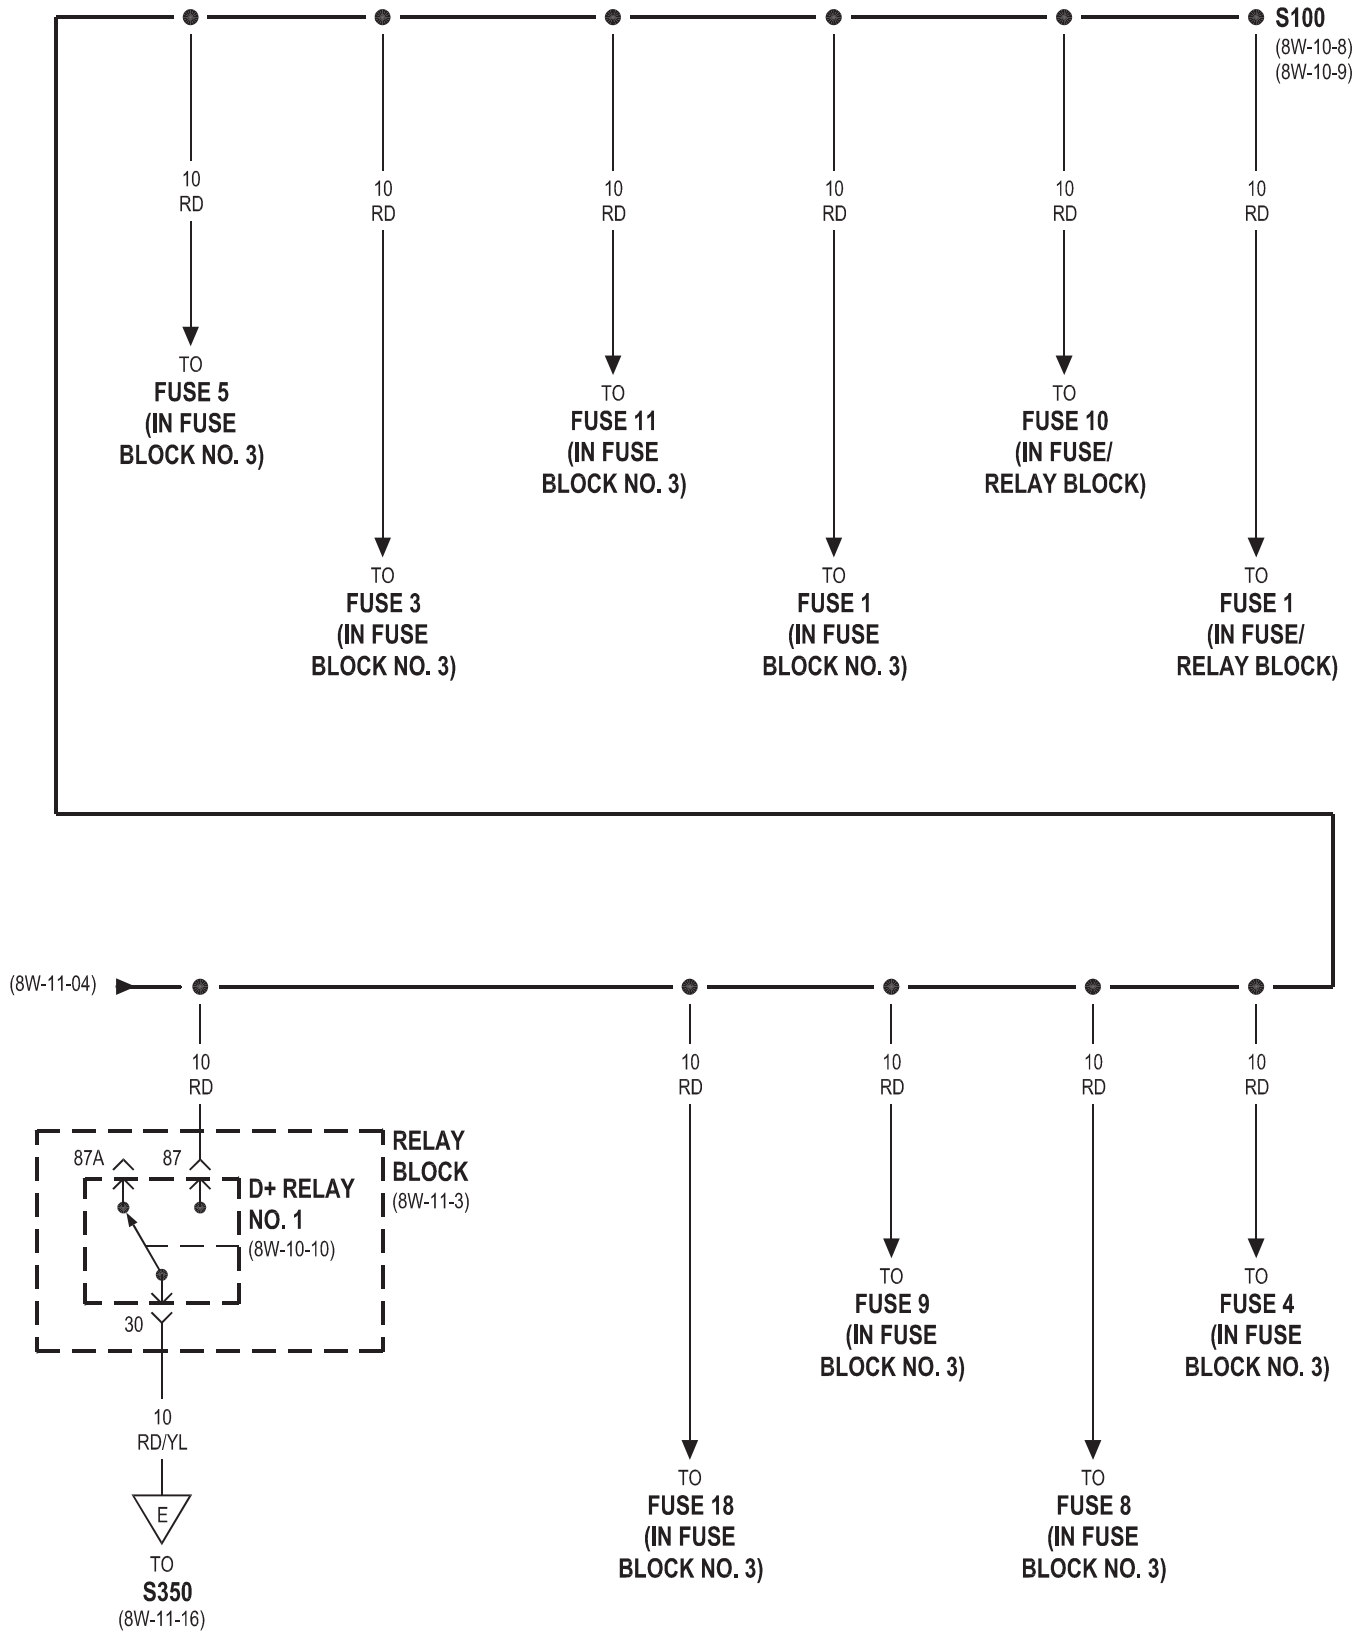 S100
(8W-10-8)
(8W-10-9)
10
RD
10
RD
10
RD
10
RD
10
RD
10
RD
TO
FUSE 5
(IN FUSE
BLOCK NO. 3)
TO
FUSE 11
(IN FUSE
BLOCK NO. 3)
TO
FUSE 10
(IN FUSE/
RELAY BLOCK)
TO
FUSE 3
(IN FUSE
BLOCK NO. 3)
TO
FUSE 1
(IN FUSE
BLOCK NO. 3)
TO
FUSE 1
(IN FUSE/
RELAY BLOCK)
(8W-11-04)
10
RD
10
RD
10
RD
10
RD
10
RD
87A
87
RELAY
BLOCK
(8W-11-3)
D+ RELAY
NO. 1
(8W-10-10)
30
10
RD/YL
E
TO
S350
(8W-11-16)
TO
FUSE 9
(IN FUSE
BLOCK NO. 3)
TO
FUSE 4
(IN FUSE
BLOCK NO. 3)
TO
FUSE 18
(IN FUSE
BLOCK NO. 3)
TO
FUSE 8
(IN FUSE
BLOCK NO. 3)